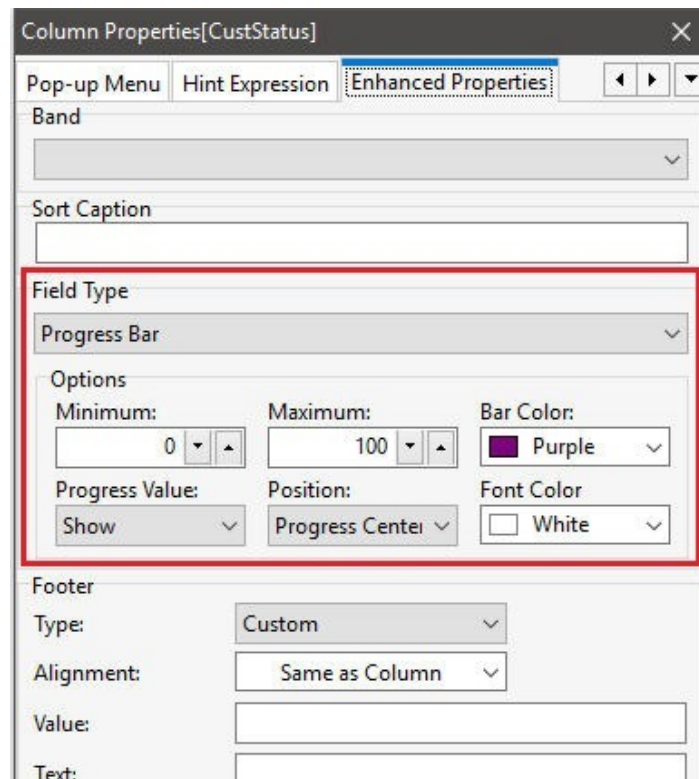 Column Properties[CustStatus]
Pop-up Menu Hint Expression Enhanced Properties
Band
Sort Caption
Field Type
Progress Bar
Options
Minimum: Maximum: Bar Color:
0 100 Purple
Progress Value: Position: Font Color
Show Progress Center White
Footer
Type: Custom
Alignment: Same as Column
Value:
Text: